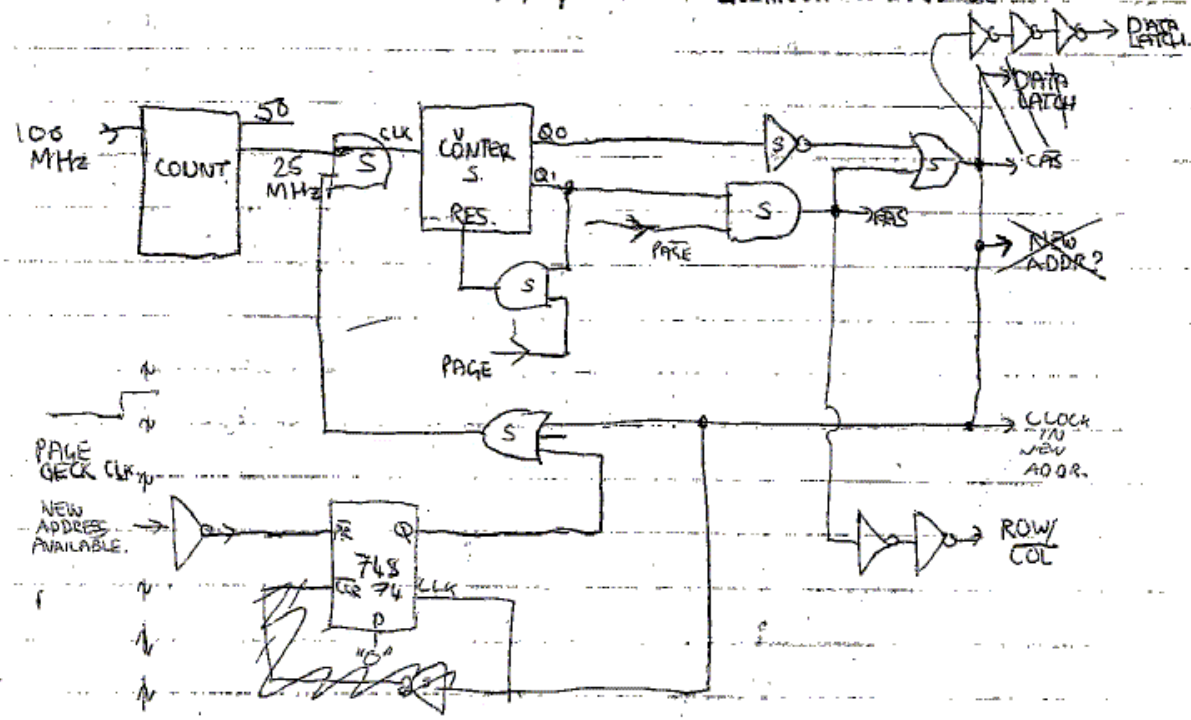 DATA
LATCH.
DATA
LATCH
100
MHz
COUNT.
50
25
MHz
S
CLK
COUNTER
S.
RES.
Q0
Q1
S
S
S
CAS
RAS
PAGE
NEW
ADDR?
S
PAGE
S
CLOCK
IN
NEW
ADDR.
PAGE
CLK
NEW
ADDRESS
AVAILABLE.
PR
Q
74S
74
CLR
CLK
D
"0"
ROW/
COL